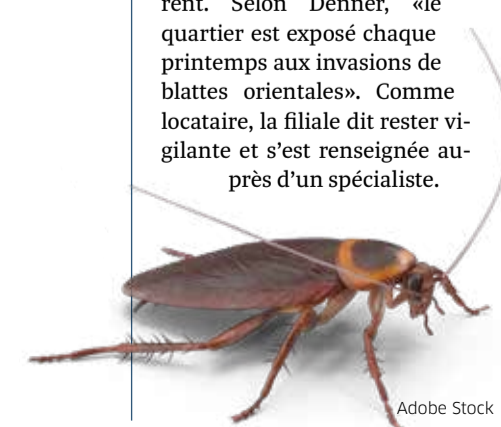 rent. Selon Denner, «le
quartier est exposé chaque
printemps aux invasions de
blattes orientales». Comme
locataire, la filiale dit rester vi-
gilante et s’est renseignée au-
près d’un spécialiste.
Adobe Stock